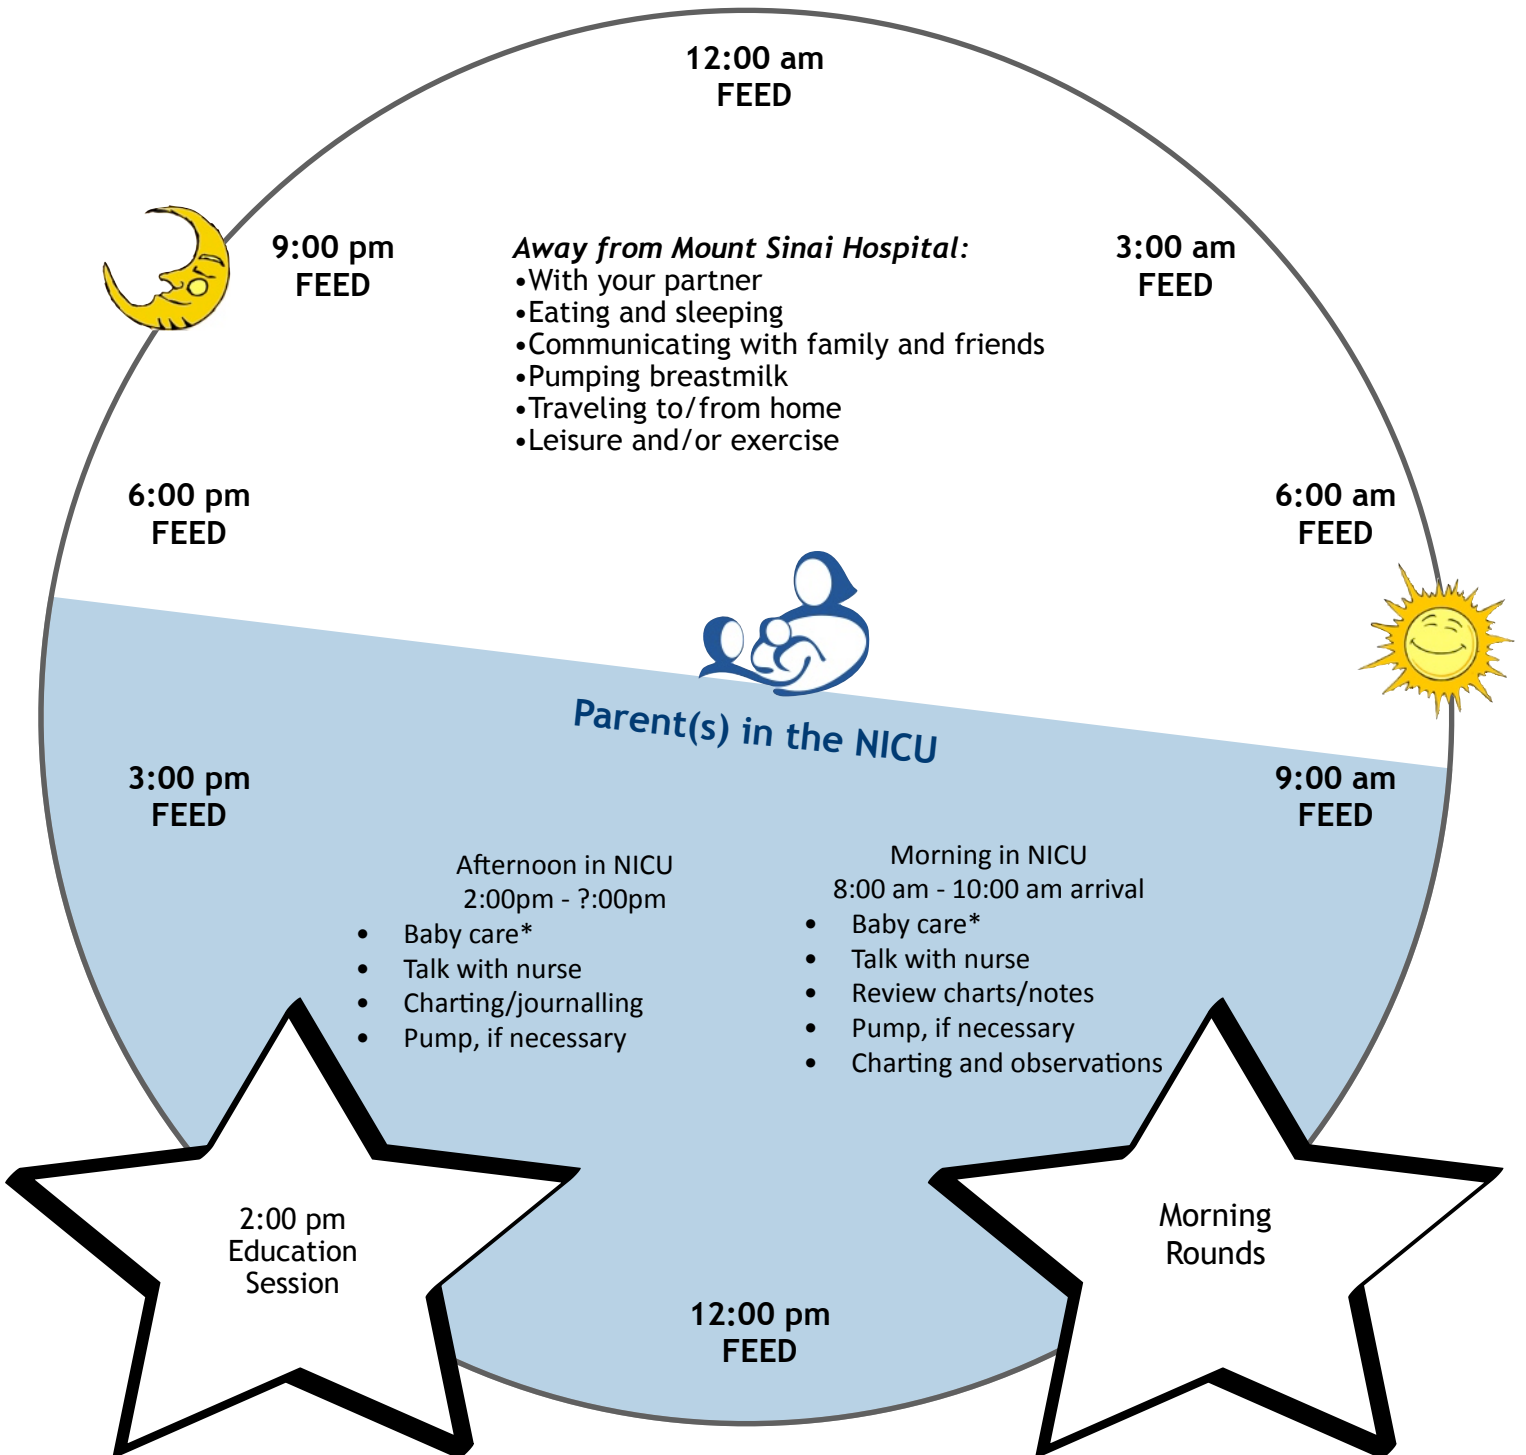 12:00 am
FEED
9:00 pm
FEED
Away from Mount Sinai Hospital:
•With your partner
•Eating and sleeping
•Communicating with family and friends
•Pumping breastmilk
•Traveling to/from home
•Leisure and/or exercise
3:00 am
FEED
6:00 pm
FEED
6:00 am
FEED
Parent(s) in the NICU
3:00 pm
FEED
9:00 am
FEED
Afternoon in NICU
2:00pm - ?:00pm
• Baby care*
• Talk with nurse
• Charting/journalling
• Pump, if necessary
Morning in NICU
8:00 am - 10:00 am arrival
• Baby care*
• Talk with nurse
• Review charts/notes
• Pump, if necessary
• Charting and observations
2:00 pm
Education
Session
Morning
Rounds
12:00 pm
FEED